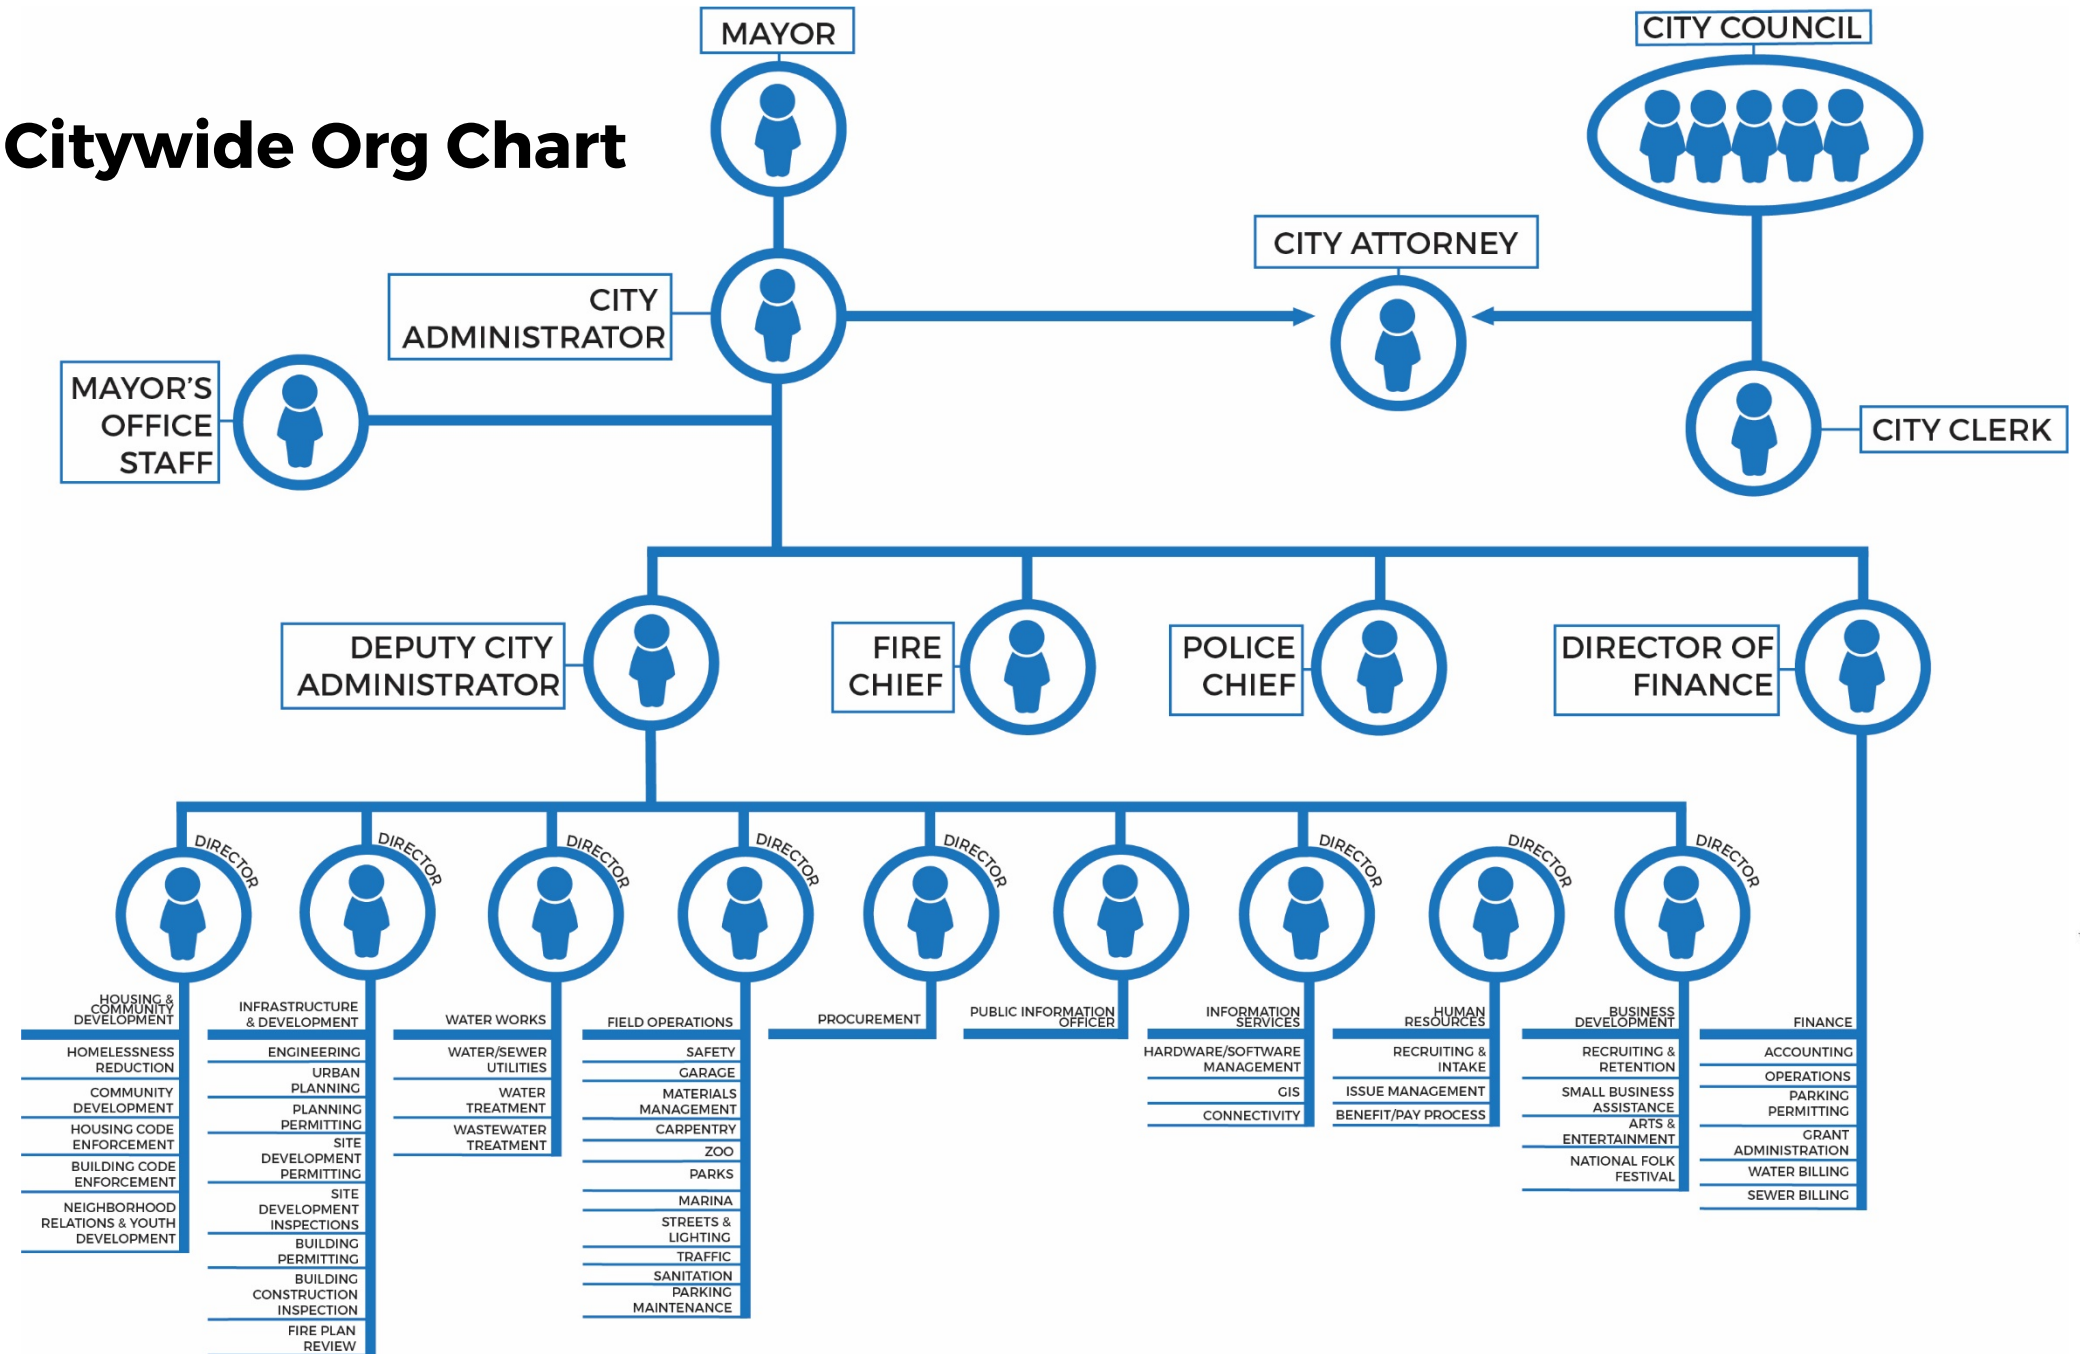 MAYOR
CITY COUNCIL
Citywide Org Chart
CITY ATTORNEY
CITY
ADMINISTRATOR
MAYOR'S
OFFICE
STAFF
CITY CLERK
DEPUTY CITY
ADMINISTRATOR
FIRE
CHIEF
POLICE
CHIEF
DIRECTOR OF
FINANCE
DIRECTOR
DIRECTOR
DIRECTOR
DIRECTOR
DIRECTOR
DIRECTOR
DIRECTOR
DIRECTOR
HOUSING &
COMMUNITY
DEVELOPMENT
HOMELESSNESS
REDUCTION
COMMUNITY
DEVELOPMENT
HOUSING CODE
ENFORCEMENT
BUILDING CODE
ENFORCEMENT
NEIGHBORHOOD
RELATIONS & YOUTH
DEVELOPMENT
INFRASTRUCTURE
& DEVELOPMENT
ENGINEERING
URBAN
PLANNING
PLANNING
PERMITTING
SITE
DEVELOPMENT
PERMITTING
SITE
DEVELOPMENT
INSPECTIONS
BUILDING
PERMITTING
BUILDING
CONSTRUCTION
INSPECTION
FIRE PLAN
REVIEW
WATER WORKS
WATER/SEWER
UTILITIES
WATER
TREATMENT
WASTEWATER
TREATMENT
FIELD OPERATIONS
SAFETY
GARAGE
MATERIALS
MANAGEMENT
CARPENTRY
ZOO
PARKS
MARINA
STREETS &
LIGHTING
TRAFFIC
SANITATION
PARKING
MAINTENANCE
PROCUREMENT
PUBLIC INFORMATION
OFFICER
INFORMATION
SERVICES
HARDWARE/SOFTWARE
MANAGEMENT
GIS
CONNECTIVITY
HUMAN
RESOURCES
RECRUITING &
INTAKE
ISSUE MANAGEMENT
BENEFIT/PAY PROCESS
BUSINESS
DEVELOPMENT
RECRUITING &
RETENTION
SMALL BUSINESS
ASSISTANCE
ARTS &
ENTERTAINMENT
NATIONAL FOLK
FESTIVAL
FINANCE
ACCOUNTING
OPERATIONS
PARKING
PERMITTING
GRANT
ADMINISTRATION
WATER BILLING
SEWER BILLING